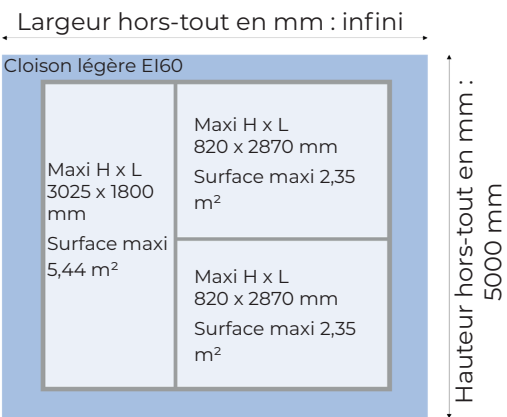 Largeur hors-tout en mm : infini
Cloison légère EI60
Maxi H x L
3025 x 1800
mm
Surface maxi
5,44 m²
Maxi H x L
820 x 2870 mm
Surface maxi 2,35
m²
Maxi H x L
820 x 2870 mm
Surface maxi 2,35
m²
Hauteur hors-tout en mm :
5000 mm